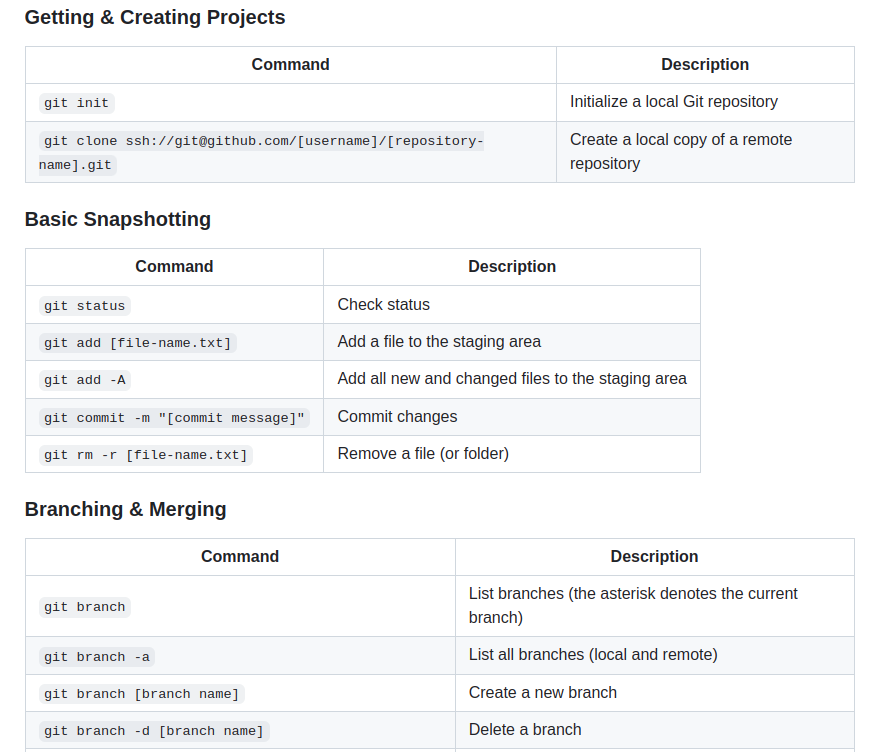 Getting & Creating Projects
Command Description
git init Initialize a local Git repository
git clone ssh://git@github.com/[username]/[repository- Create a local copy of a remote
name].git repository
Basic Snapshotting
Command Description
git status Check status
git add [file-name.txt] Add a file to the staging area
git add -A Add all new and changed files to the staging area
git commit -m "[commit message]" Commit changes
git rm -r [file-name.txt] Remove a file (or folder)
Branching & Merging
Command Description
git branch List branches (the asterisk denotes the current
branch)
git branch -a List all branches (local and remote)
git branch [branch name] Create a new branch
git branch -d [branch name] Delete a branch